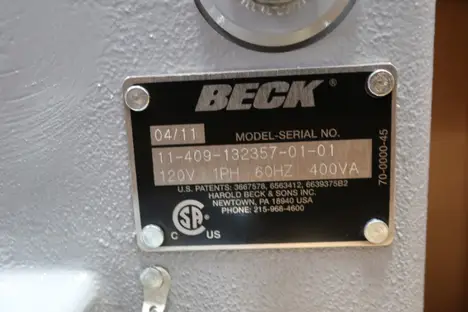 BECK®
04/11 MODEL-SERIAL NO.
11-409-132357-01-01
120V 1PH 60HZ 400VA
U.S. PATENTS: 3667578, 6563412, 6639375B2
HAROLD BECK & SONS INC.
NEWTOWN, PA 18940 USA
PHONE: 215-968-4600
SA
C US
70-0000-45